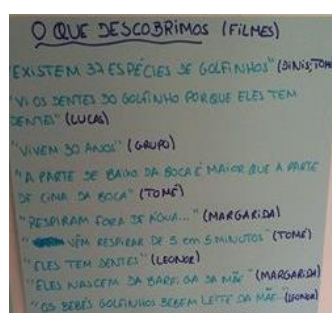 O QUE DESCOBRIMOS (FILMES)
"EXISTEM 37 ESPÉCIES DE GOLFINHOS" (DINIS, TOMÉ
"VI OS DENTES DO GOLFINHO PORQUE ELES TEM
DENTES" (LUCAS)
"VIVEM 30 ANOS" (GRUPO)
"A PARTE DE BAIXO DA BOCA É MAIOR QUE A PARTE
DE CIMA DA BOCA" (TOMÉ)
"RESPIRAM FORA DE ÁGUA..." (MARGARIDA)
" VÊM RESPIRAR DE 5 em 5 MINUTOS" (TOMÉ)
"ELES TEM DENTES" (LEONOR)
"ELES NASCEM DA BARRIGA DA MÃE" (MARGARIDA)
"OS BEBÉS GOLFINHOS BEBEM LEITE DA MÃE" (LEONOR)